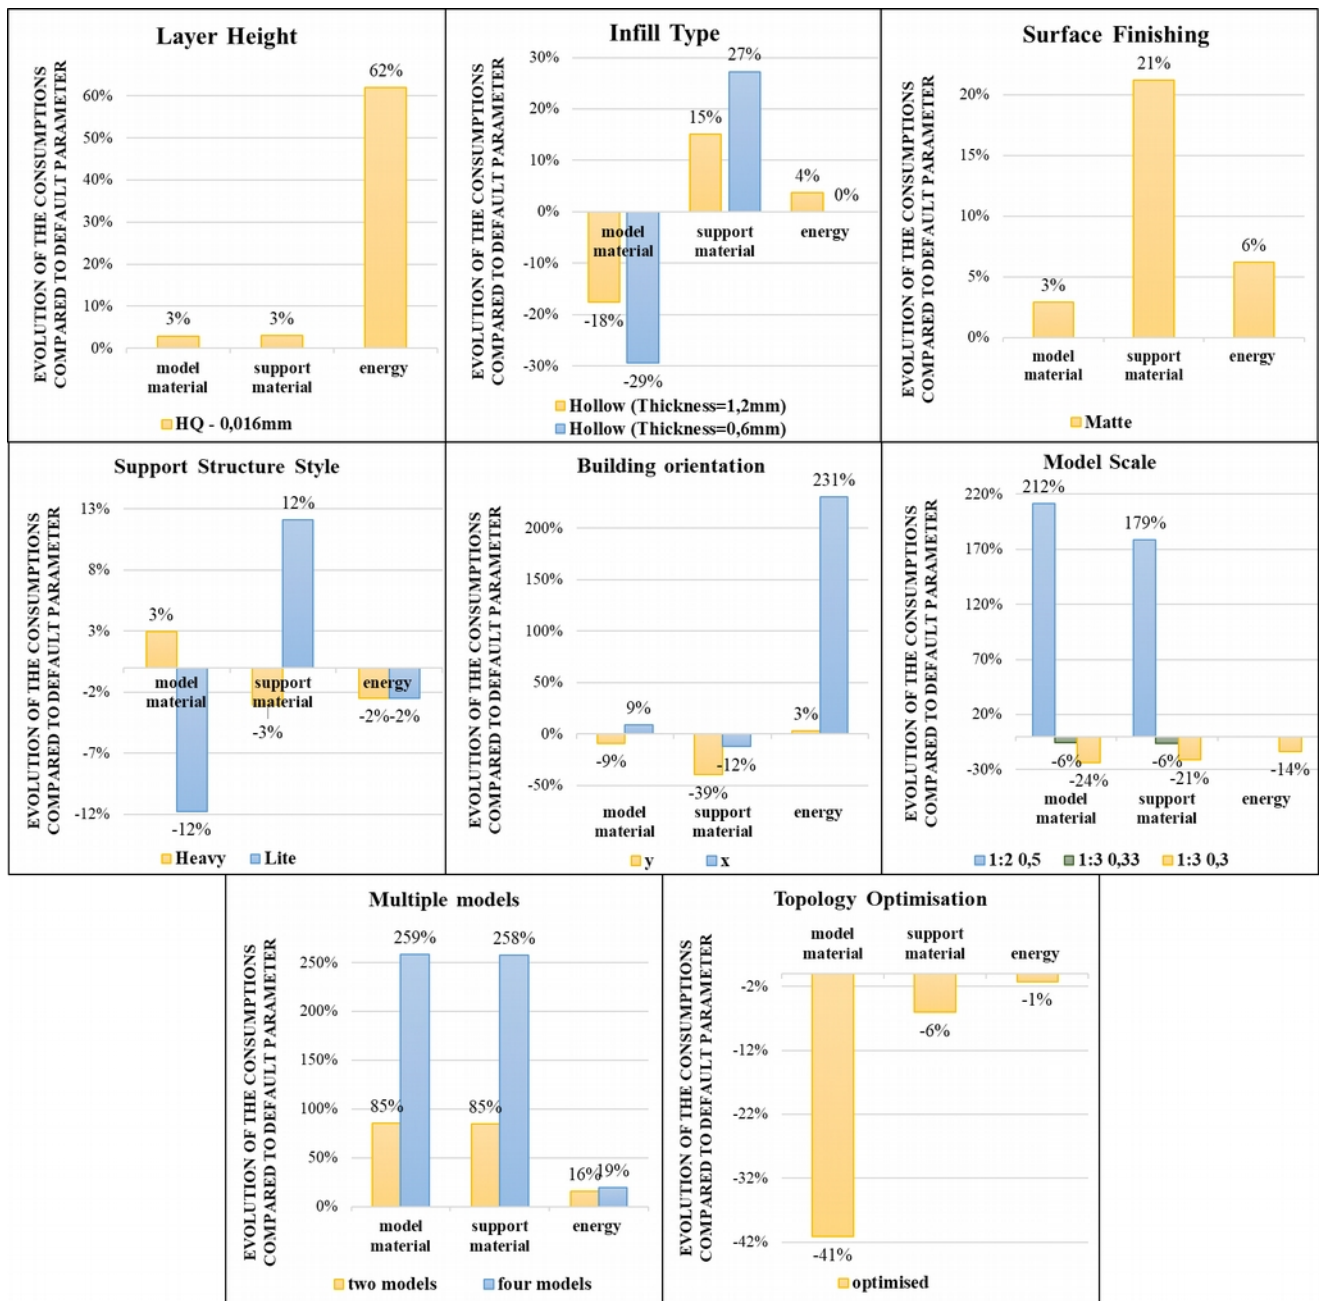 Layer Height
EVOLUTION OF THE CONSUMPTIONS
COMPARED TO DEFAULT PARAMETER
60%
50%
40%
30%
20%
10%
0%
3%
3%
62%
model
material
support
material
energy
HQ - 0,016mm
Infill Type
EVOLUTION OF THE CONSUMPTIONS
COMPARED TO DEFAULT PARAMETER
30%
20%
10%
0%
-10%
-20%
-30%
-18%
-29%
15%
27%
4%
0%
model
material
support
material
energy
Hollow (Thickness=1,2mm)
Hollow (Thickness=0,6mm)
Surface Finishing
EVOLUTION OF THE CONSUMPTIONS
COMPARED TO DEFAULT PARAMETER
20%
15%
10%
5%
0%
3%
21%
6%
model
material
support
material
energy
Matte
Support Structure Style
EVOLUTION OF THE CONSUMPTIONS
COMPARED TO DEFAULT PARAMETER
13%
8%
3%
-2%
-7%
-12%
3%
-12%
-3%
12%
-2%
-2%
model
material
support
material
energy
Heavy
Lite
Building orientation
EVOLUTION OF THE CONSUMPTIONS
COMPARED TO DEFAULT PARAMETER
200%
150%
100%
50%
0%
-50%
-9%
9%
-39%
-12%
3%
231%
model
material
support
material
energy
y
x
Model Scale
EVOLUTION OF THE CONSUMPTIONS
COMPARED TO DEFAULT PARAMETER
220%
170%
120%
70%
20%
-30%
212%
-6%
-24%
179%
-6%
-21%
-14%
model
material
support
material
energy
1:2 0,5
1:3 0,33
1:3 0,3
Multiple models
EVOLUTION OF THE CONSUMPTIONS
COMPARED TO DEFAULT PARAMETER
250%
200%
150%
100%
50%
0%
85%
259%
85%
258%
16%
19%
model
material
support
material
energy
two models
four models
Topology Optimisation
EVOLUTION OF THE CONSUMPTIONS
COMPARED TO DEFAULT PARAMETER
model
material
support
material
energy
-2%
-12%
-22%
-32%
-42%
-41%
-6%
-1%
optimised